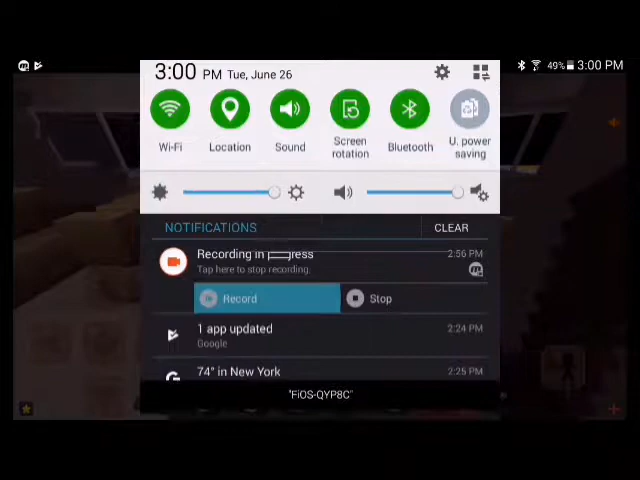 49% 3:00 PM
3:00 PM Tue, June 26
Wi-Fi
Location
Sound
Screen rotation
Bluetooth
U. power saving
NOTIFICATIONS
CLEAR
Recording in
2:56 PM
Tap here to stop recording.
Record
Stop
1 app updated
2:24 PM
Google
74° in New York
2:25 PM
"FiOS-QYP8C"